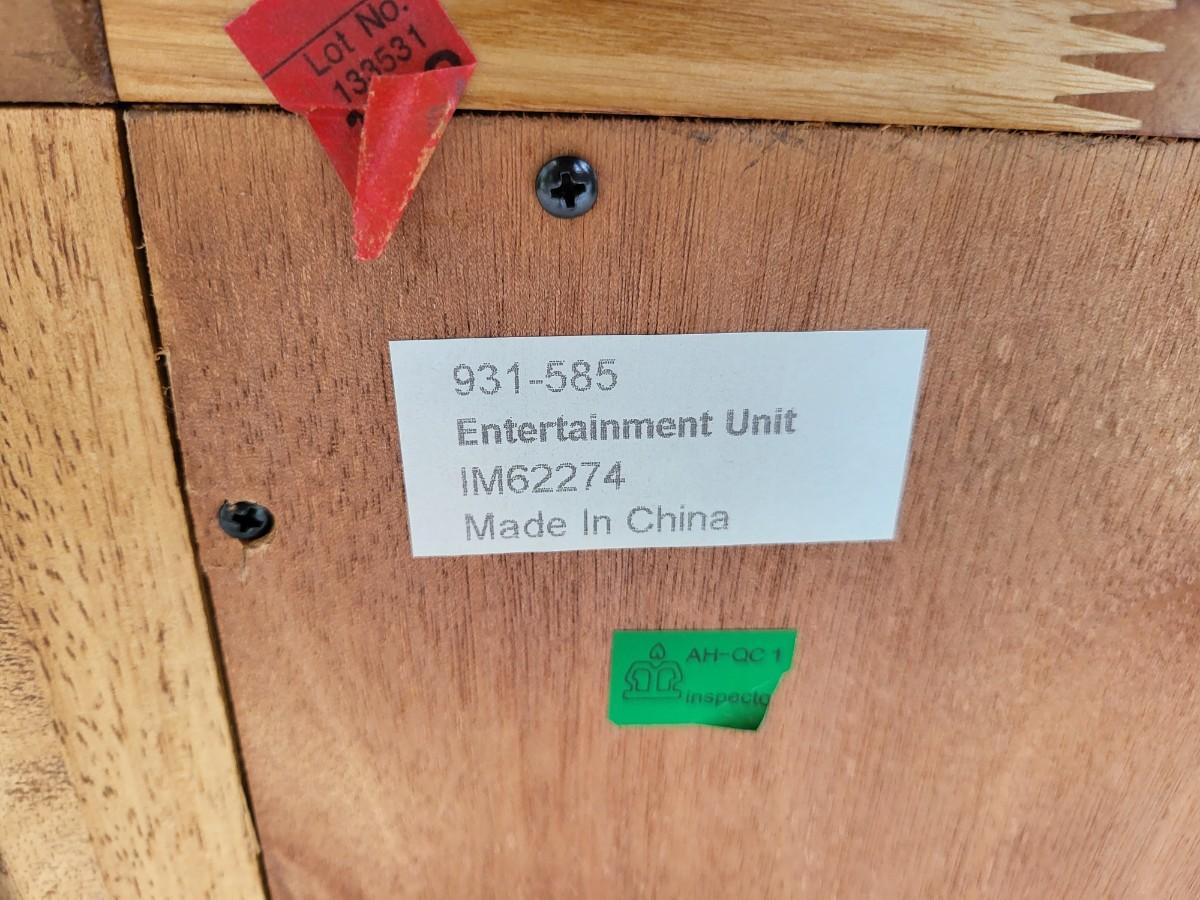 Lot No.
133531
931-585
Entertainment Unit
IM62274
Made In China
AH-QC 1